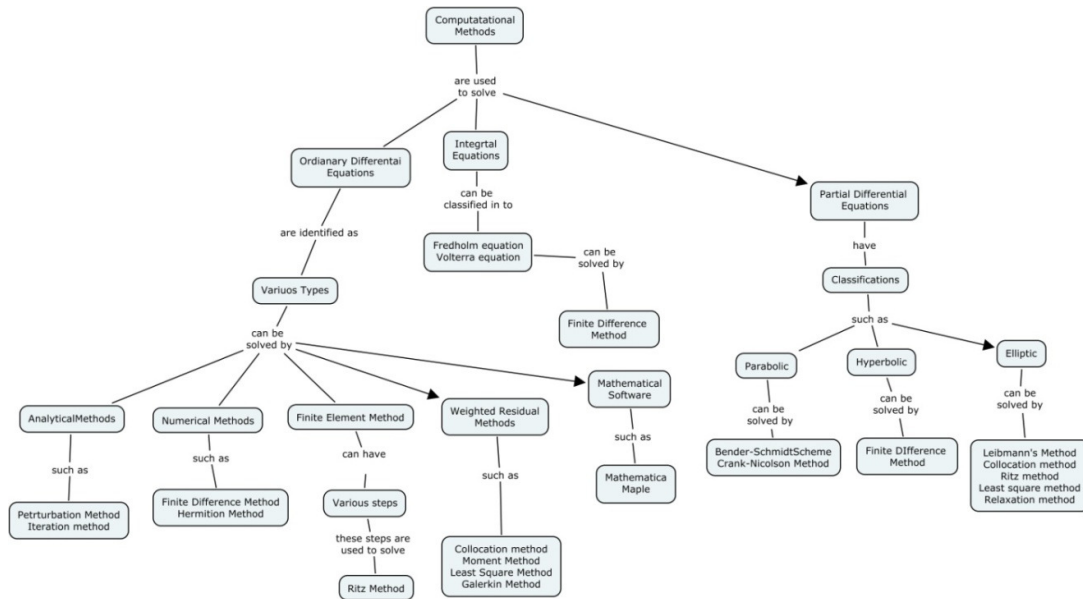 Computatational
Methods
are used
to solve
Ordianary Differentai
Equations
Integrtal
Equations
Partial Differential
Equations
can be
classified in to
are identified as
have
Fredholm equation
Volterra equation
can be
solved by
Variuos Types
Classifications
Finite Difference
Method
such as
can be
solved by
Parabolic
Hyperbolic
Elliptic
AnalyticalMethods
Numerical Methods
Finite Element Method
Weighted Residual
Methods
Mathematical
Software
can be
solved by
can be
solved by
can be
solved by
such as
such as
can have
such as
such as
Bender-SchmidtScheme
Crank-Nicolson Method
Finite DIfference
Method
Leibmann's Method
Collocation method
Ritz method
Least square method
Relaxation method
Petrturbation Method
Iteration method
Finite Difference Method
Hermition Method
Various steps
Mathematica
Maple
these steps are
used to solve
Ritz Method
Collocation method
Moment Method
Least Square Method
Galerkin Method